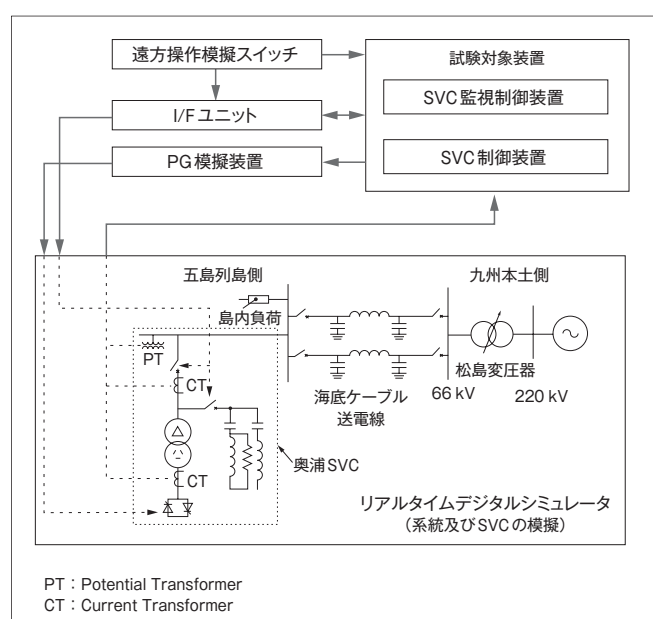 遠方操作模擬スイッチ
試験対象装置
SVC監視制御装置
I/Fユニット
SVC制御装置
PG模擬装置
五島列島側
九州本土側
島内負荷
PT
CT
松島変圧器
海底ケーブル
送電線
66 kV
220 kV
奥浦SVC
CT
リアルタイムデジタルシミュレータ
(系統及びSVCの模擬)
PT:Potential Transformer
CT:Current Transformer